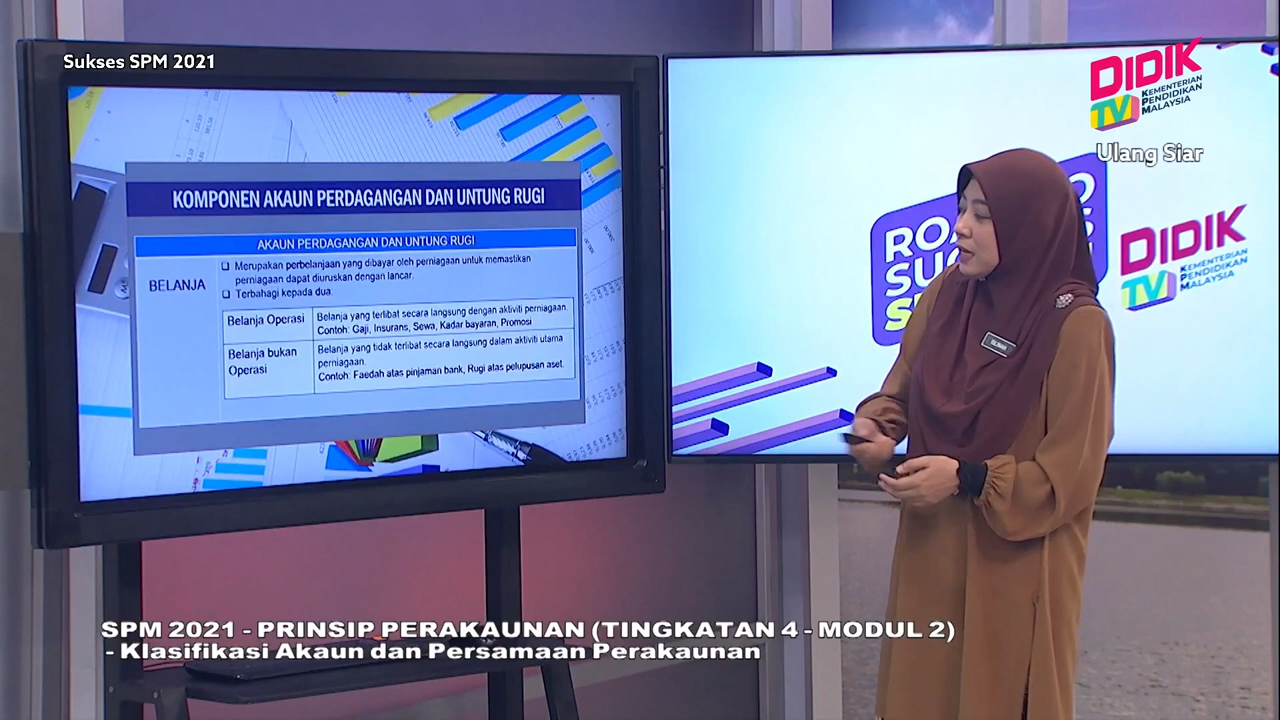 Sukses SPM 2021
DIDIK
TV
KEMENTERIAN
PENDIDIKAN
MALAYSIA
Ulang Siar
KOMPONEN AKAUN PERDAGANGAN DAN UNTUNG RUGI
AKAUN PERDAGANGAN DAN UNTUNG RUGI
BELANJA
Merupakan perbelanjaan yang dibayar oleh perniagaan untuk memastikan
perniagaan dapat diuruskan dengan lancar.
Terbahagi kepada dua:
Belanja Operasi
Belanja yang terlibat secara langsung dengan aktiviti perniagaan.
Contoh: Gaji, Insurans, Sewa, Kadar bayaran, Promosi
Belanja bukan
Operasi
Belanja yang tidak terlibat secara langsung dalam aktiviti utama
perniagaan.
Contoh: Faedah atas pinjaman bank, Rugi atas pelupusan aset.
DIDIK
TV
KEMENTERIAN
PENDIDIKAN
MALAYSIA
SPM 2021 - PRINSIP PERAKAUNAN (TINGKATAN 4 - MODUL 2)
- Klasifikasi Akaun dan Persamaan Perakaunan